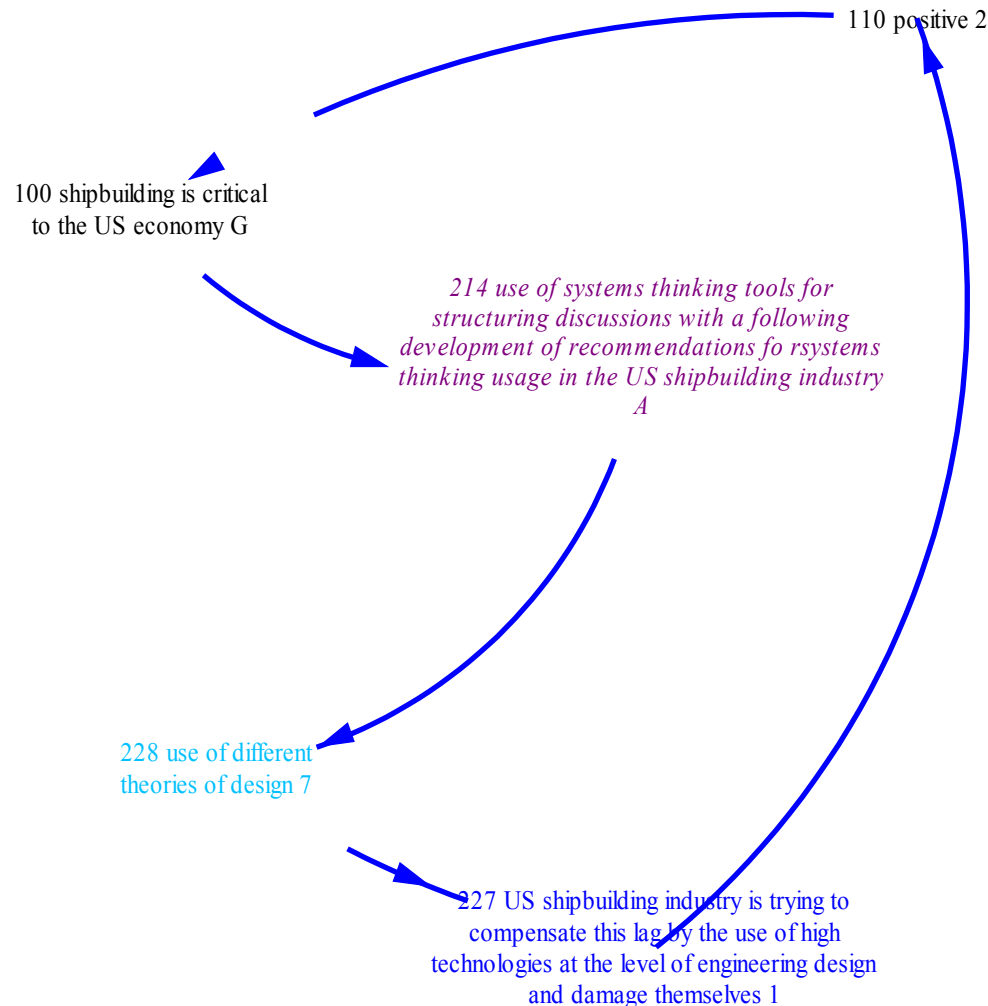 110 positive 2
100 shipbuilding is critical
to the US economy G
214 use of systems thinking tools for
structuring discussions with a following
development of recommendations fo rsystems
thinking usage in the US shipbuilding industry
A
228 use of different
theories of design 7
227 US shipbuilding industry is trying to
compensate this lag by the use of high
technologies at the level of engineering design
and damage themselves 1